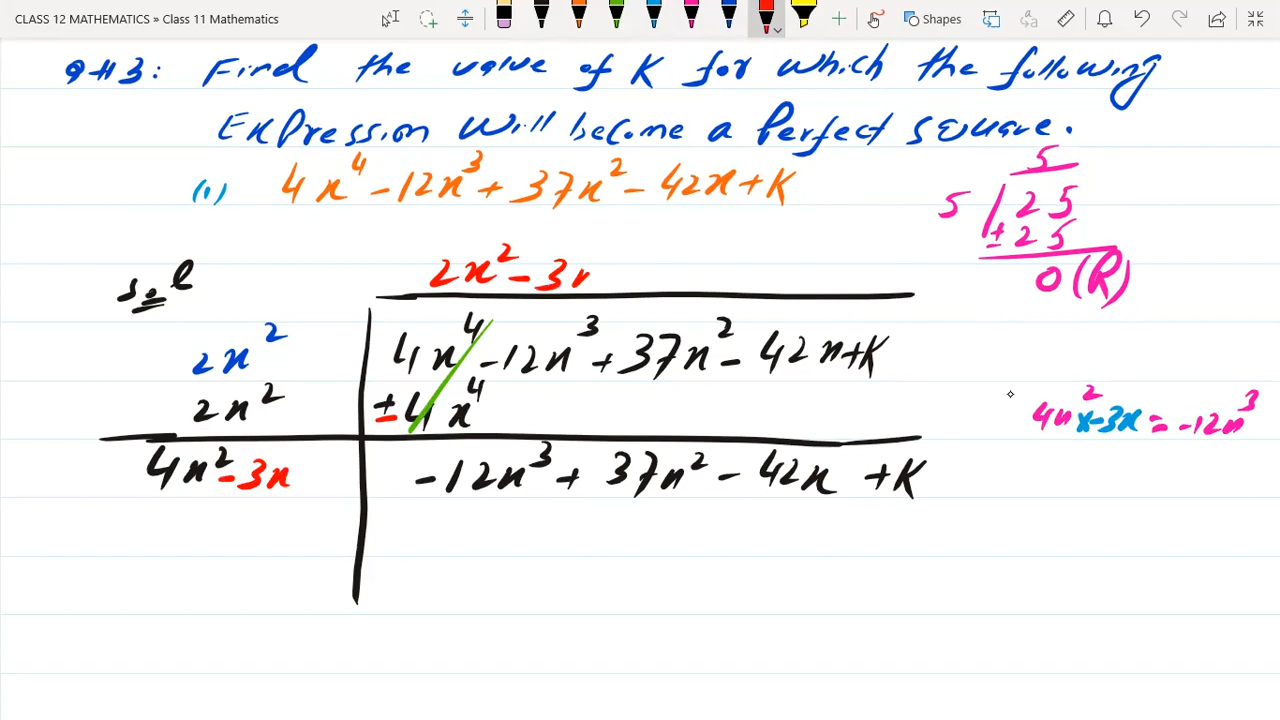 CLASS 12 MATHEMATICS » Class 11 Mathematics
Shapes
Q#3: Find the value of K for which the following
Expression will become a Perfect square.
(i) 4x⁴ - 12x³ + 37x² - 42x + K
5
5 25
± 25
0 (R)
Sol
2x² - 3x
2x² 4x⁴ - 12x³ + 37x² - 42x + K
2x² ± 4x⁴
4x² × -3x = -12x³
4x² - 3x -12x³ + 37x² - 42x + K